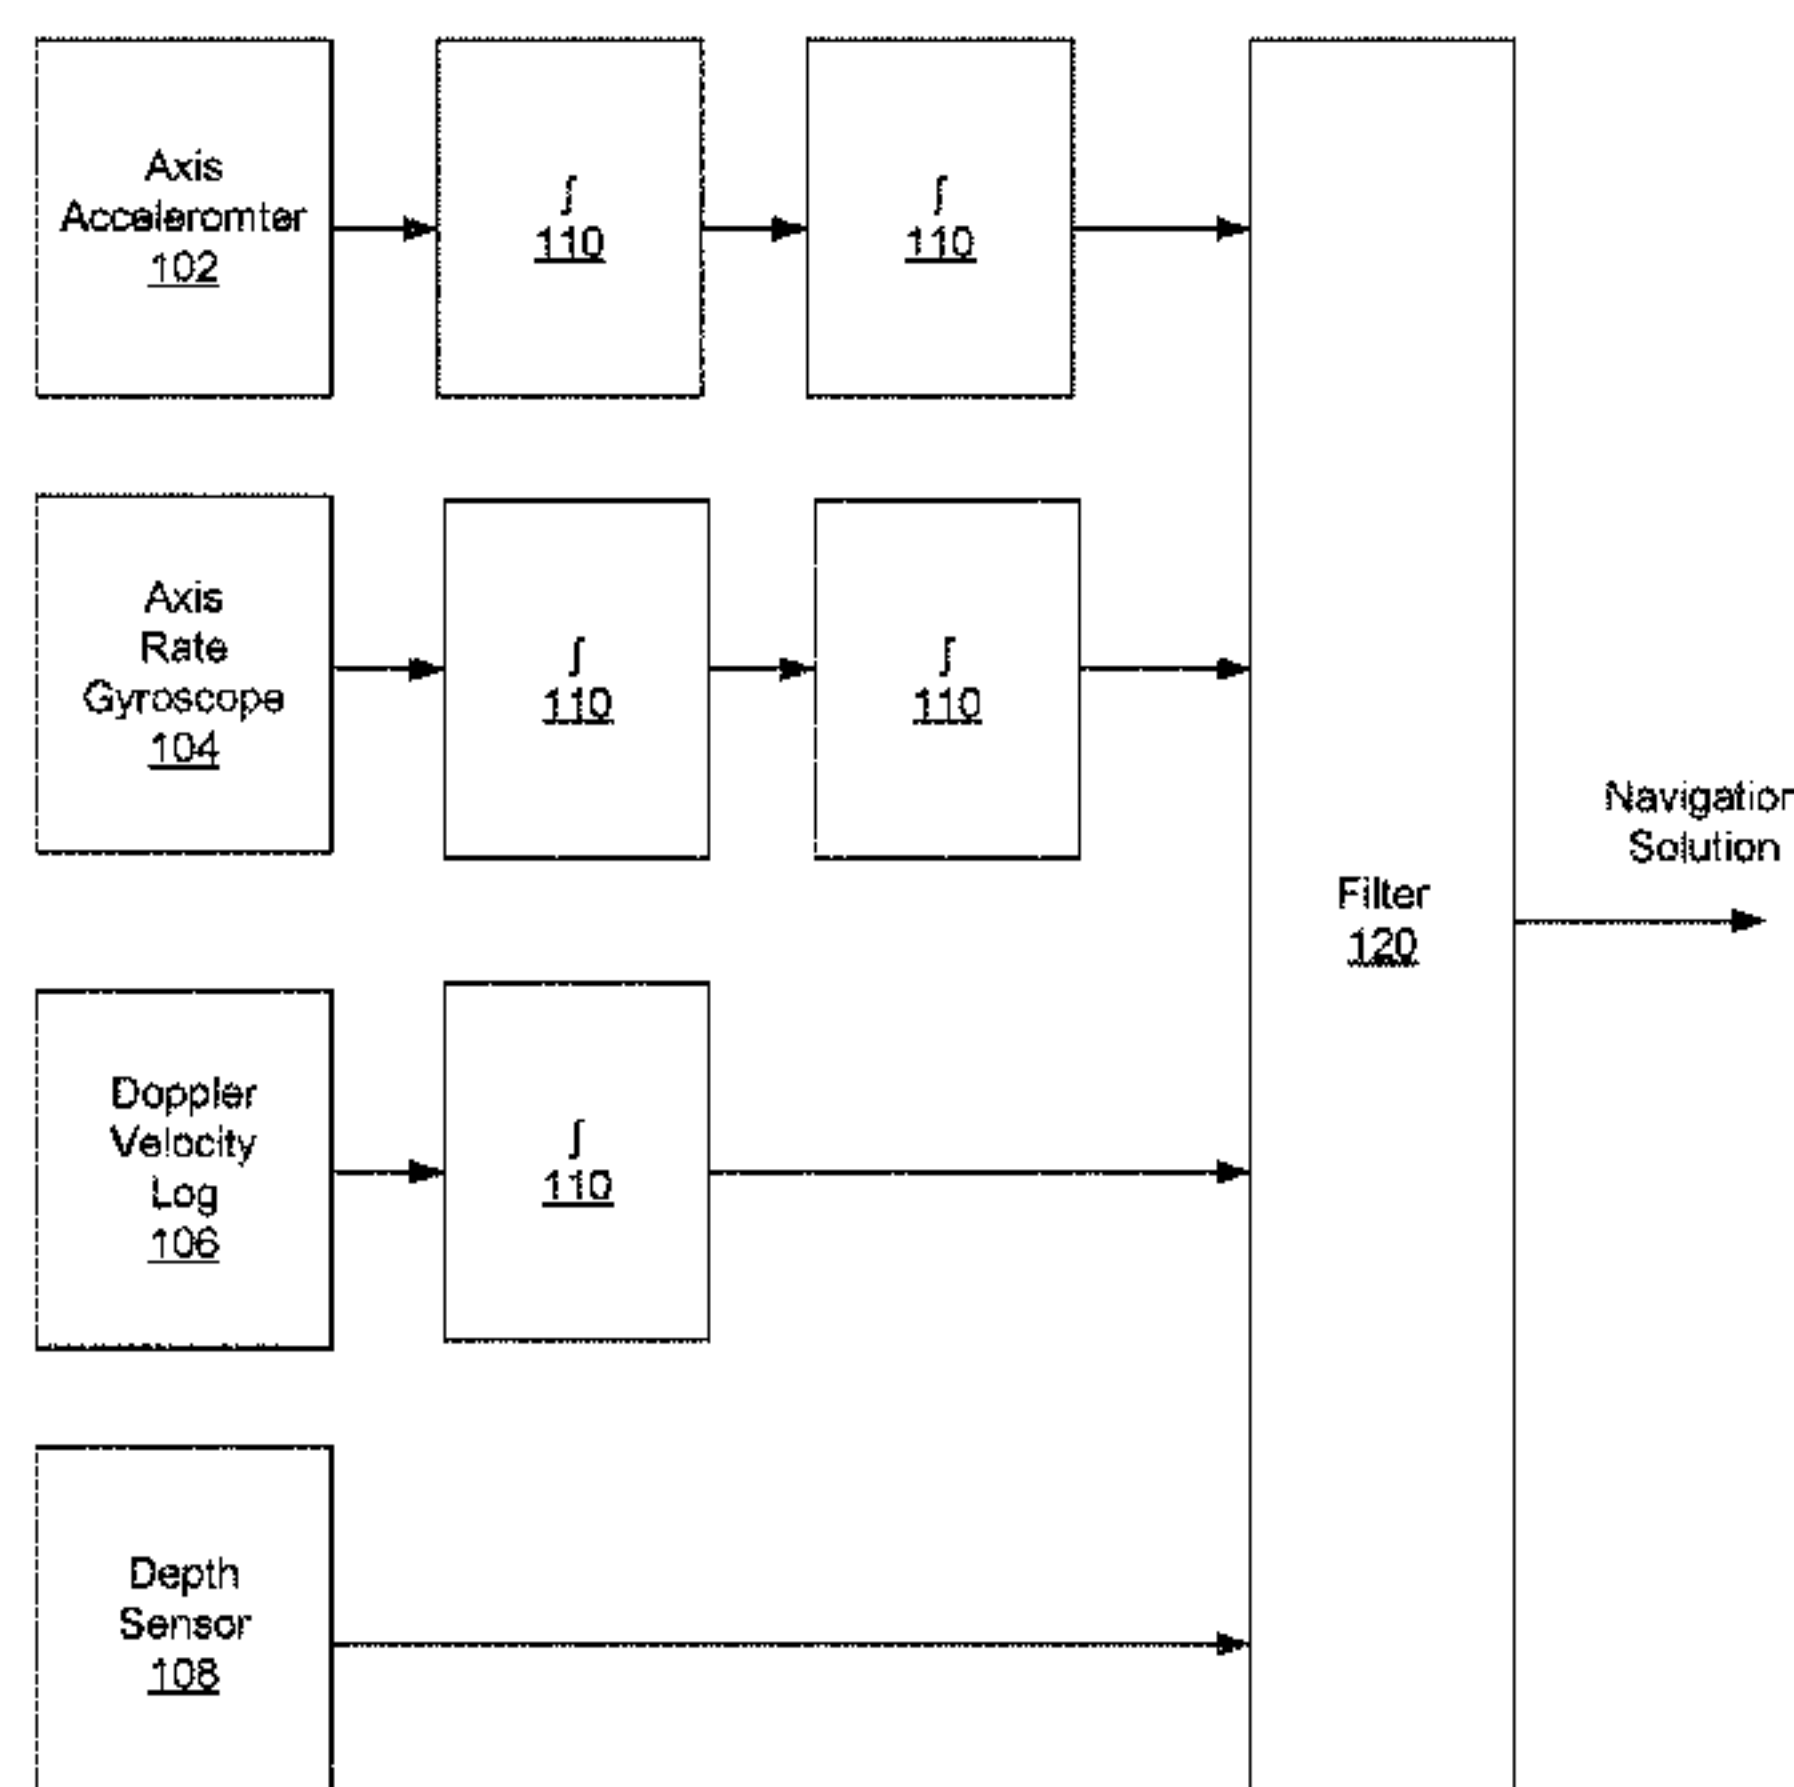 Axis
Acceleromter
102
∫
110
∫
110
Axis
Rate
Gyroscope
104
∫
110
∫
110
Doppler
Velocity
Log
106
∫
110
Depth
Sensor
108
Filter
120
Navigation
Solution